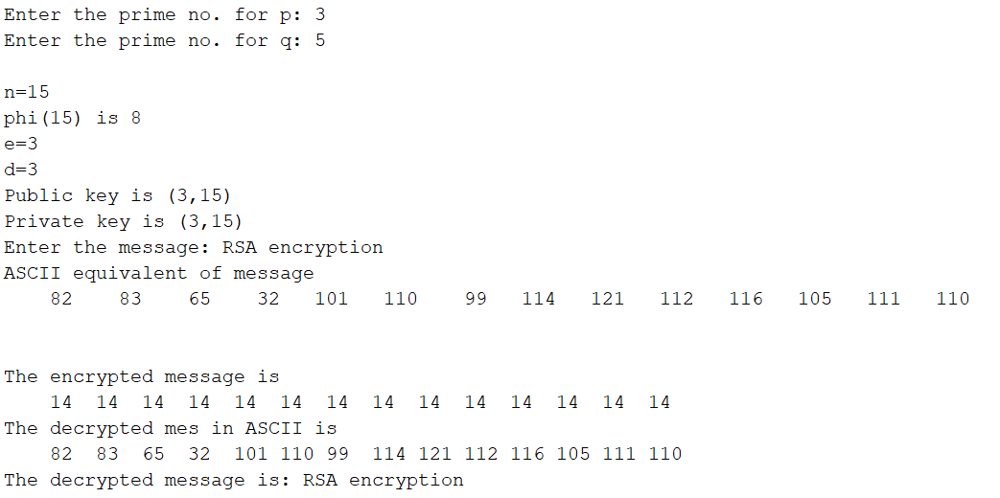 Enter the prime no. for p: 3
Enter the prime no. for q: 5
n=15
phi(15) is 8
e=3
d=3
Public key is (3,15)
Private key is (3,15)
Enter the message: RSA encryption
ASCII equivalent of message
82 83 65 32 101 110 99 114 121 112 116 105 111 110
The encrypted message is
14 14 14 14 14 14 14 14 14 14 14 14 14 14
The decrypted mes in ASCII is
82 83 65 32 101 110 99 114 121 112 116 105 111 110
The decrypted message is: RSA encryption